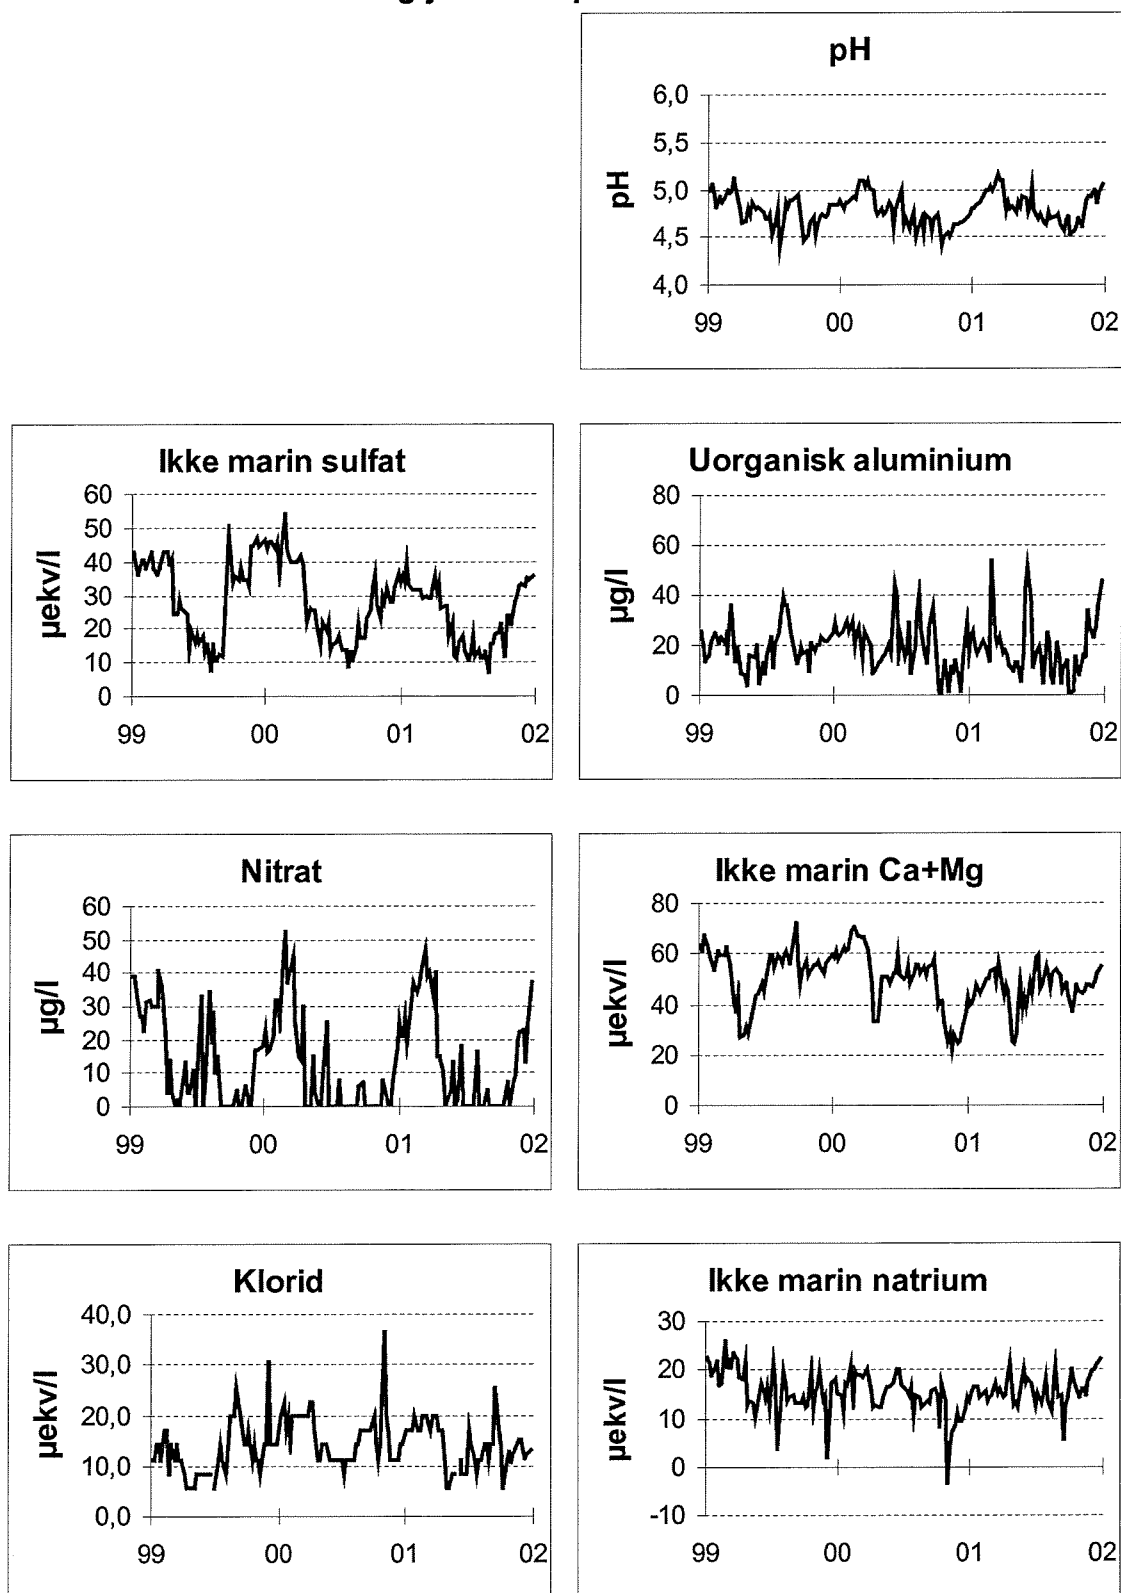 pH
6,0
5,5
5,0
4,5
4,0
pH
99 00 01 02
Ikke marin sulfat
60
50
40
30
20
10
0
µekv/l
99 00 01 02
Uorganisk aluminium
80
60
40
20
0
µg/l
99 00 01 02
Nitrat
60
50
40
30
20
10
0
µg/l
99 00 01 02
Ikke marin Ca+Mg
80
60
40
20
0
µekv/l
99 00 01 02
Klorid
40,0
30,0
20,0
10,0
0,0
µekv/l
99 00 01 02
Ikke marin natrium
30
20
10
0
-10
µekv/l
99 00 01 02